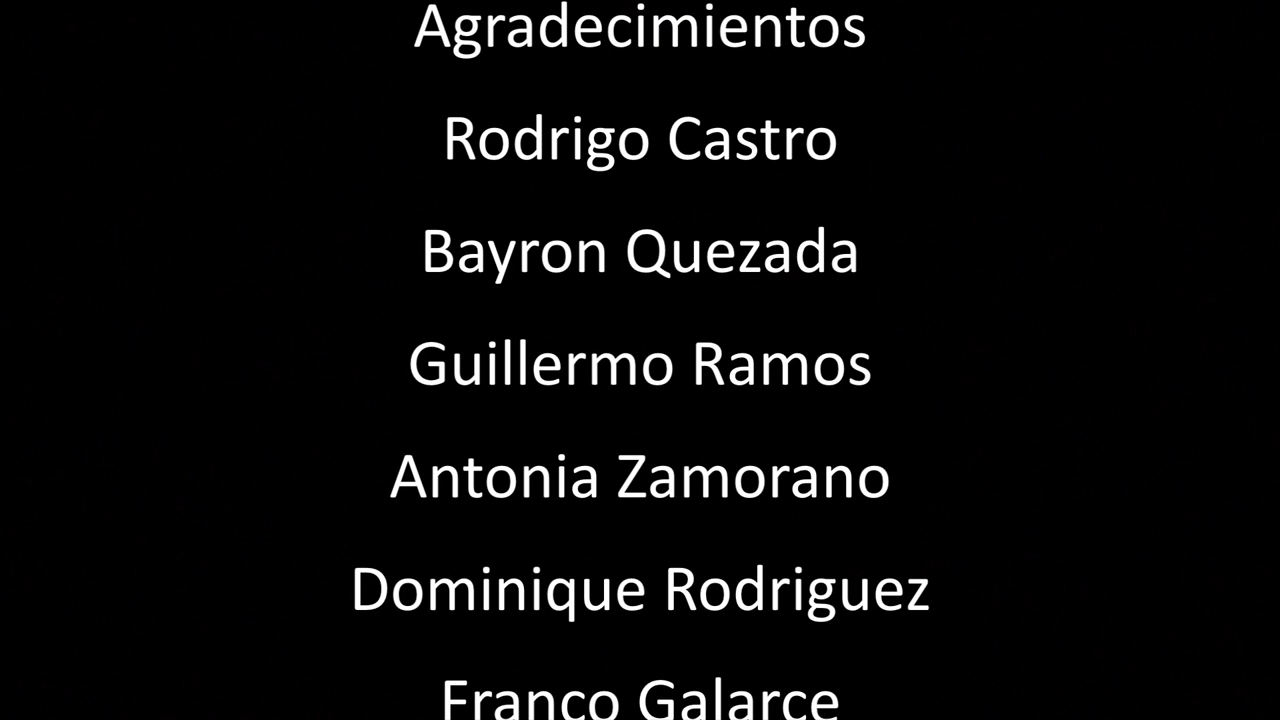 Agradecimientos
Rodrigo Castro
Bayron Quezada
Guillermo Ramos
Antonia Zamorano
Dominique Rodriguez
Franco Galarce